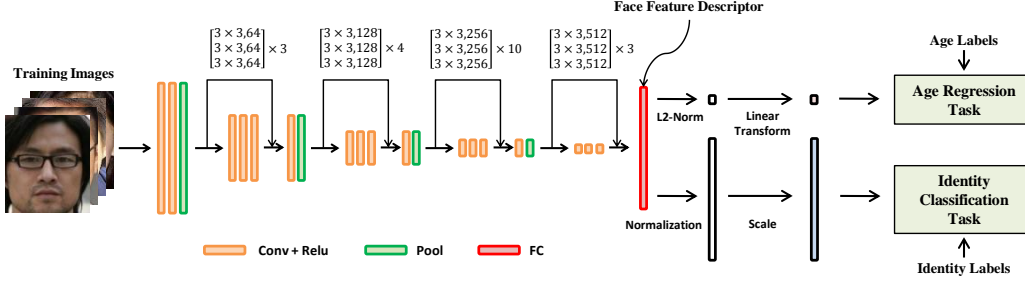 Face Feature Descriptor
[3 × 3,64
3 × 3,64
3 × 3,64] × 3
[3 × 3,128
3 × 3,128
3 × 3,128] × 4
[3 × 3,256
3 × 3,256
3 × 3,256] × 10
[3 × 3,512
3 × 3,512
3 × 3,512] × 3
Training Images
Age Labels
L2-Norm
Linear
Transform
Age Regression
Task
Normalization
Scale
Identity
Classification
Task
Identity Labels
Conv + Relu
Pool
FC